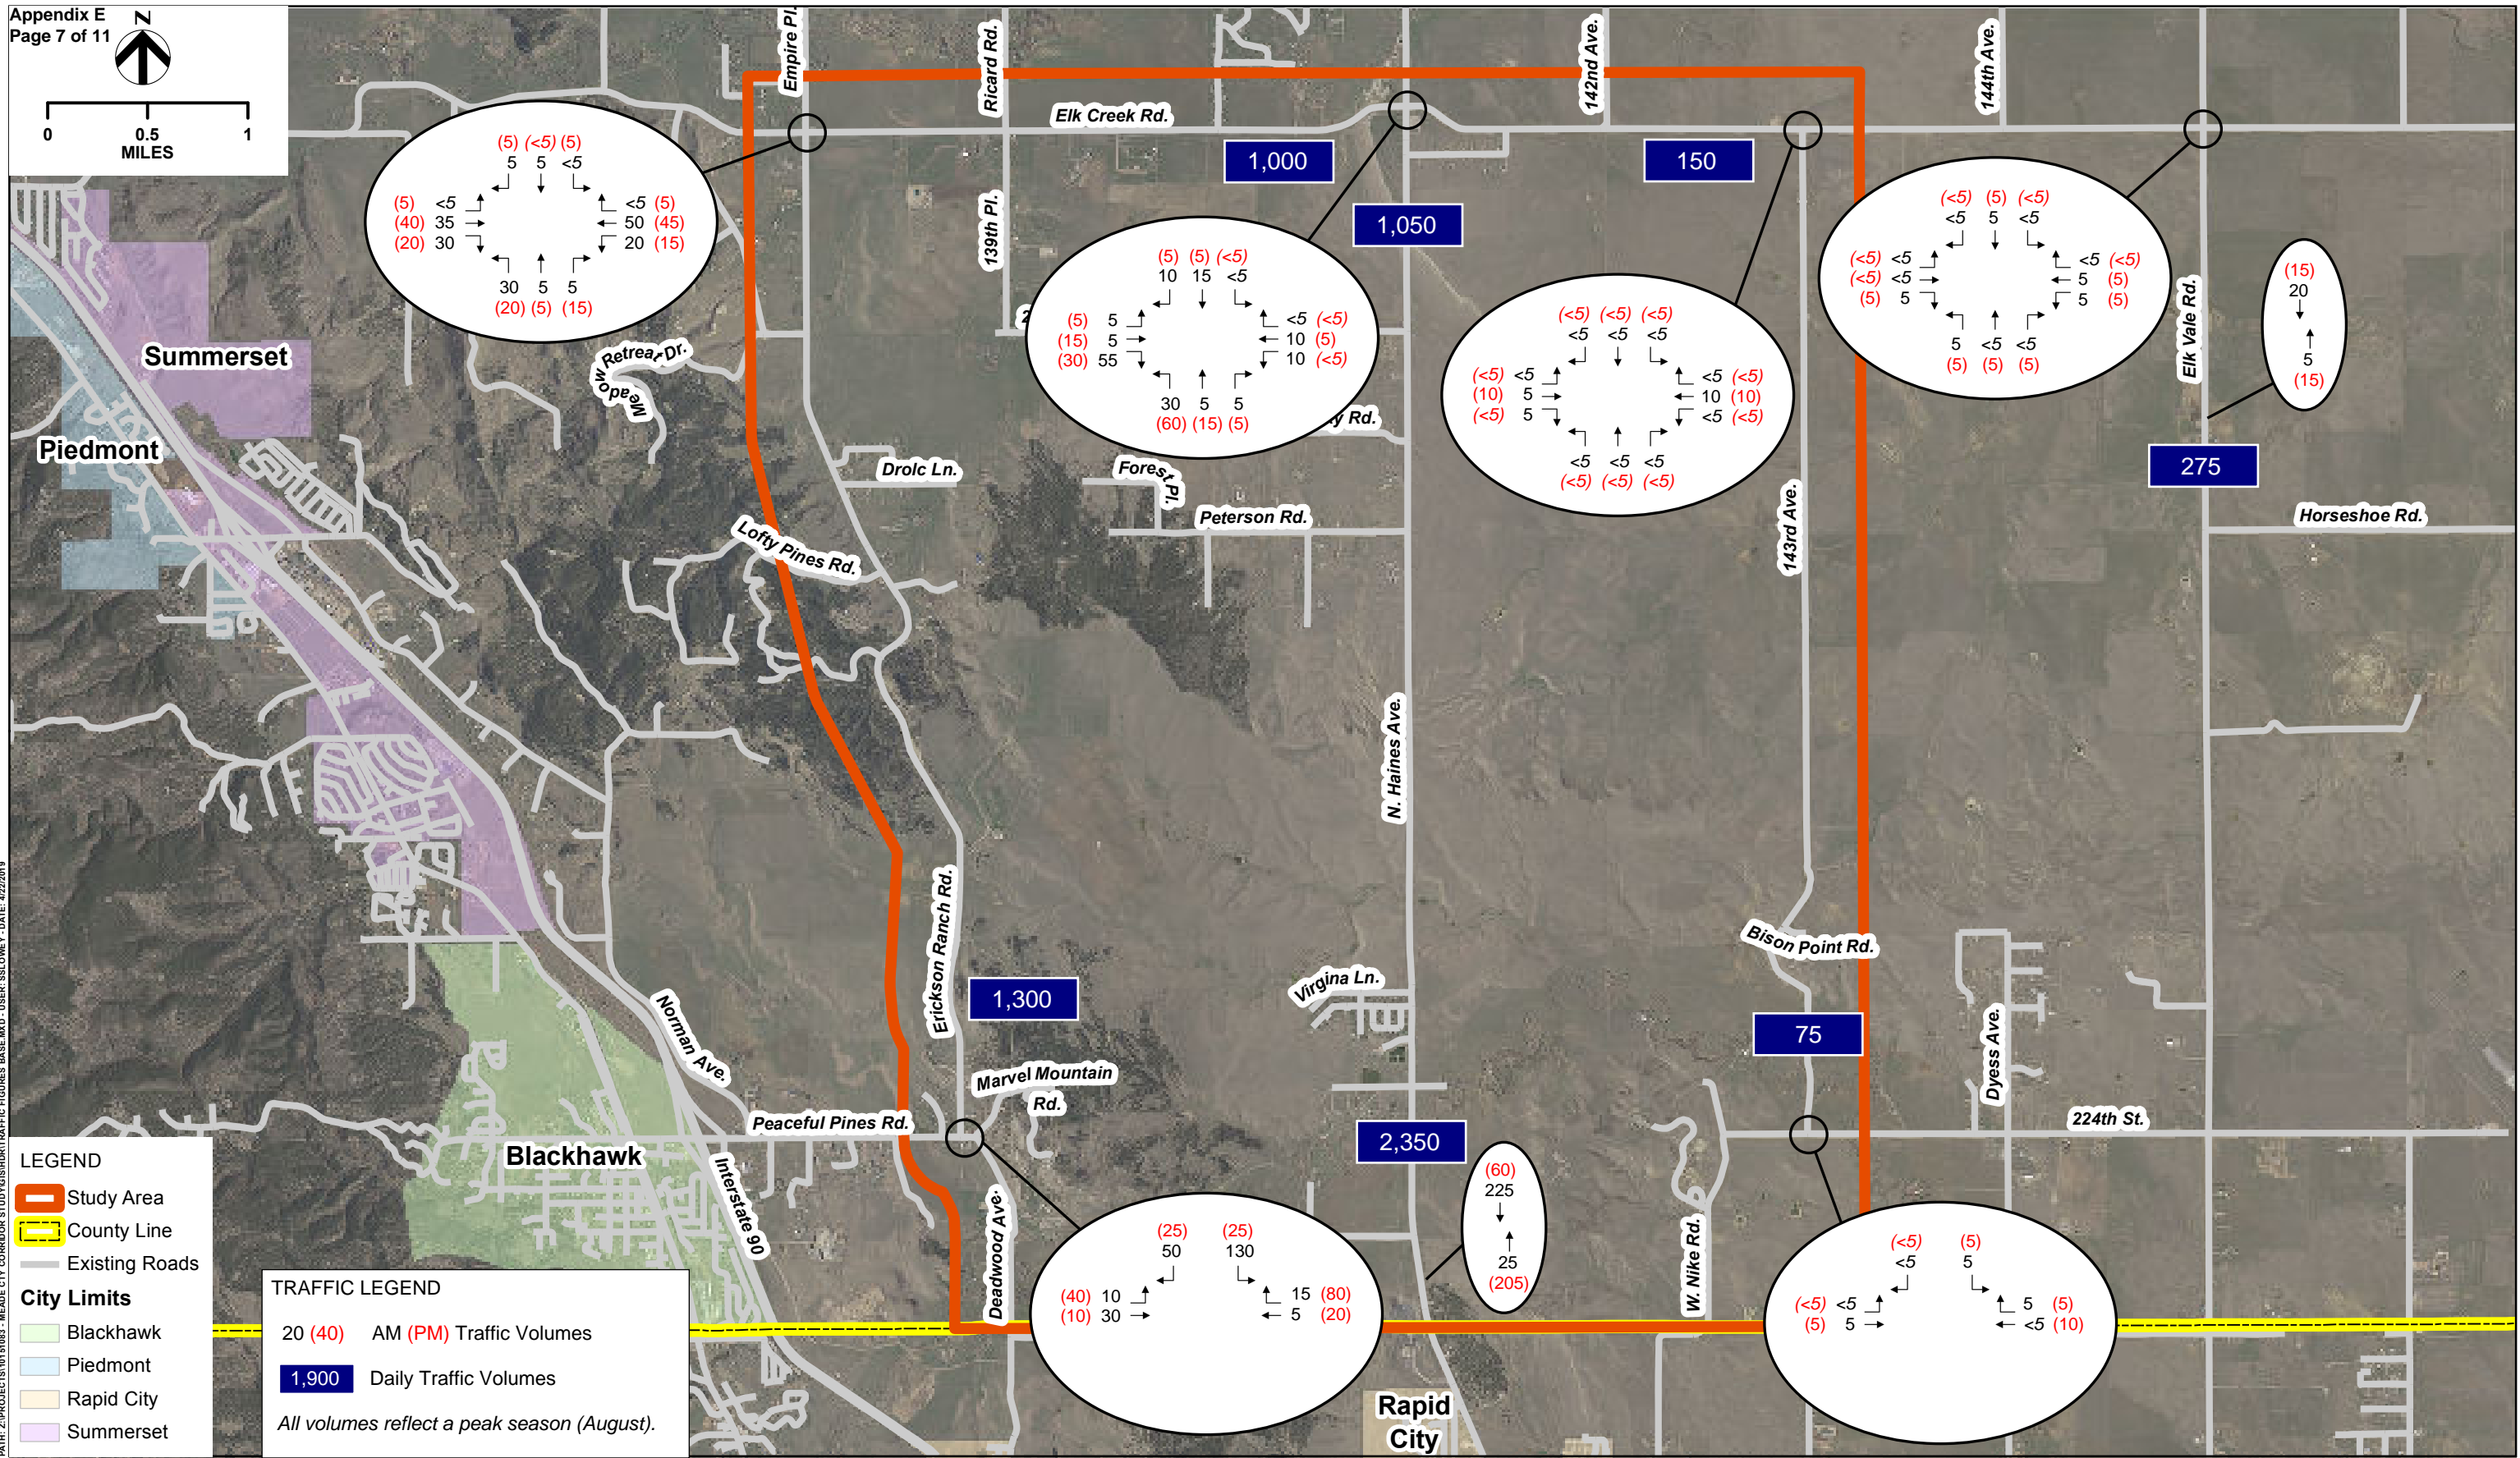 Appendix E
Page 7 of 11
N
0 0.5 1
MILES
Empire Pl.
Ricard Rd.
142nd Ave.
144th Ave.
Elk Creek Rd.
1,000
150
1,050
139th Pl.
Elk Vale Rd.
(5) (<5) (5)
5 5 <5
(5) <5
(40) 35
(20) 30
<5 (5)
50 (45)
20 (15)
30 5 5
(20) (5) (15)
(5) (5) (<5)
10 15 <5
(5) 5
(15) 5
(30) 55
<5 (<5)
10 (5)
10 (<5)
30 5 5
(60) (15) (5)
(<5) (<5) (<5)
<5 <5 <5
(<5) <5
(10) 5
(<5) 5
<5 (<5)
10 (10)
<5 (<5)
<5 <5 <5
(<5) (<5) (<5)
(<5) (5) (<5)
<5 5 <5
(<5) <5
(<5) <5
(5) 5
<5 (<5)
5 (5)
5 (5)
5 <5 <5
(5) (5) (5)
(15)
20
5
(15)
275
Summerset
Piedmont
Meadow Retreat Dr.
Drolc Ln.
Forest Pl.
Peterson Rd.
Horseshoe Rd.
Lofty Pines Rd.
143rd Ave.
N. Haines Ave.
Erickson Ranch Rd.
Bison Point Rd.
Virgina Ln.
1,300
75
Norman Ave.
Marvel Mountain
Rd.
Dyess Ave.
Peaceful Pines Rd.
224th St.
2,350
Blackhawk
Interstate 90
Deadwood Ave.
W. Nike Rd.
(60)
225
25
(205)
(25) (25)
50 130
(40) 10
(10) 30
15 (80)
5 (20)
(<5) (5)
<5 5
(<5) <5
(5) 5
5 (5)
<5 (10)
Rapid
City
LEGEND
Study Area
County Line
Existing Roads
City Limits
Blackhawk
Piedmont
Rapid City
Summerset
TRAFFIC LEGEND
20 (40) AM (PM) Traffic Volumes
1,900 Daily Traffic Volumes
All volumes reflect a peak season (August).